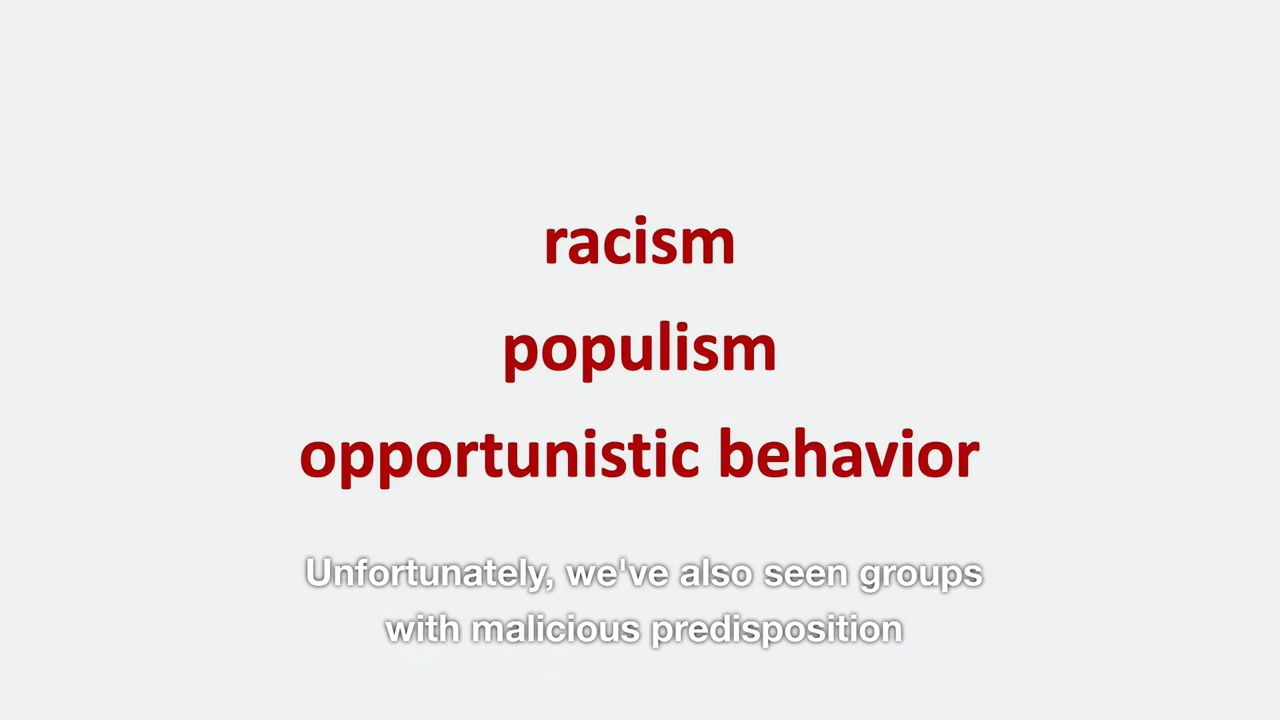 racism
populism
opportunistic behavior
Unfortunately, we've also seen groups
with malicious predisposition